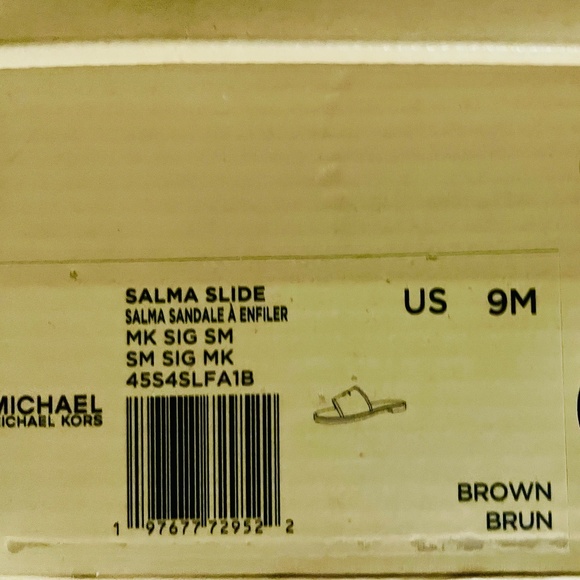 SALMA SLIDE
SALMA SANDALE À ENFILER
MK SIG SM
SM SIG MK
45S4SLFA1B
US 9M
MICHAEL
MICHAEL KORS
1 97677 72952 2
BROWN
BRUN